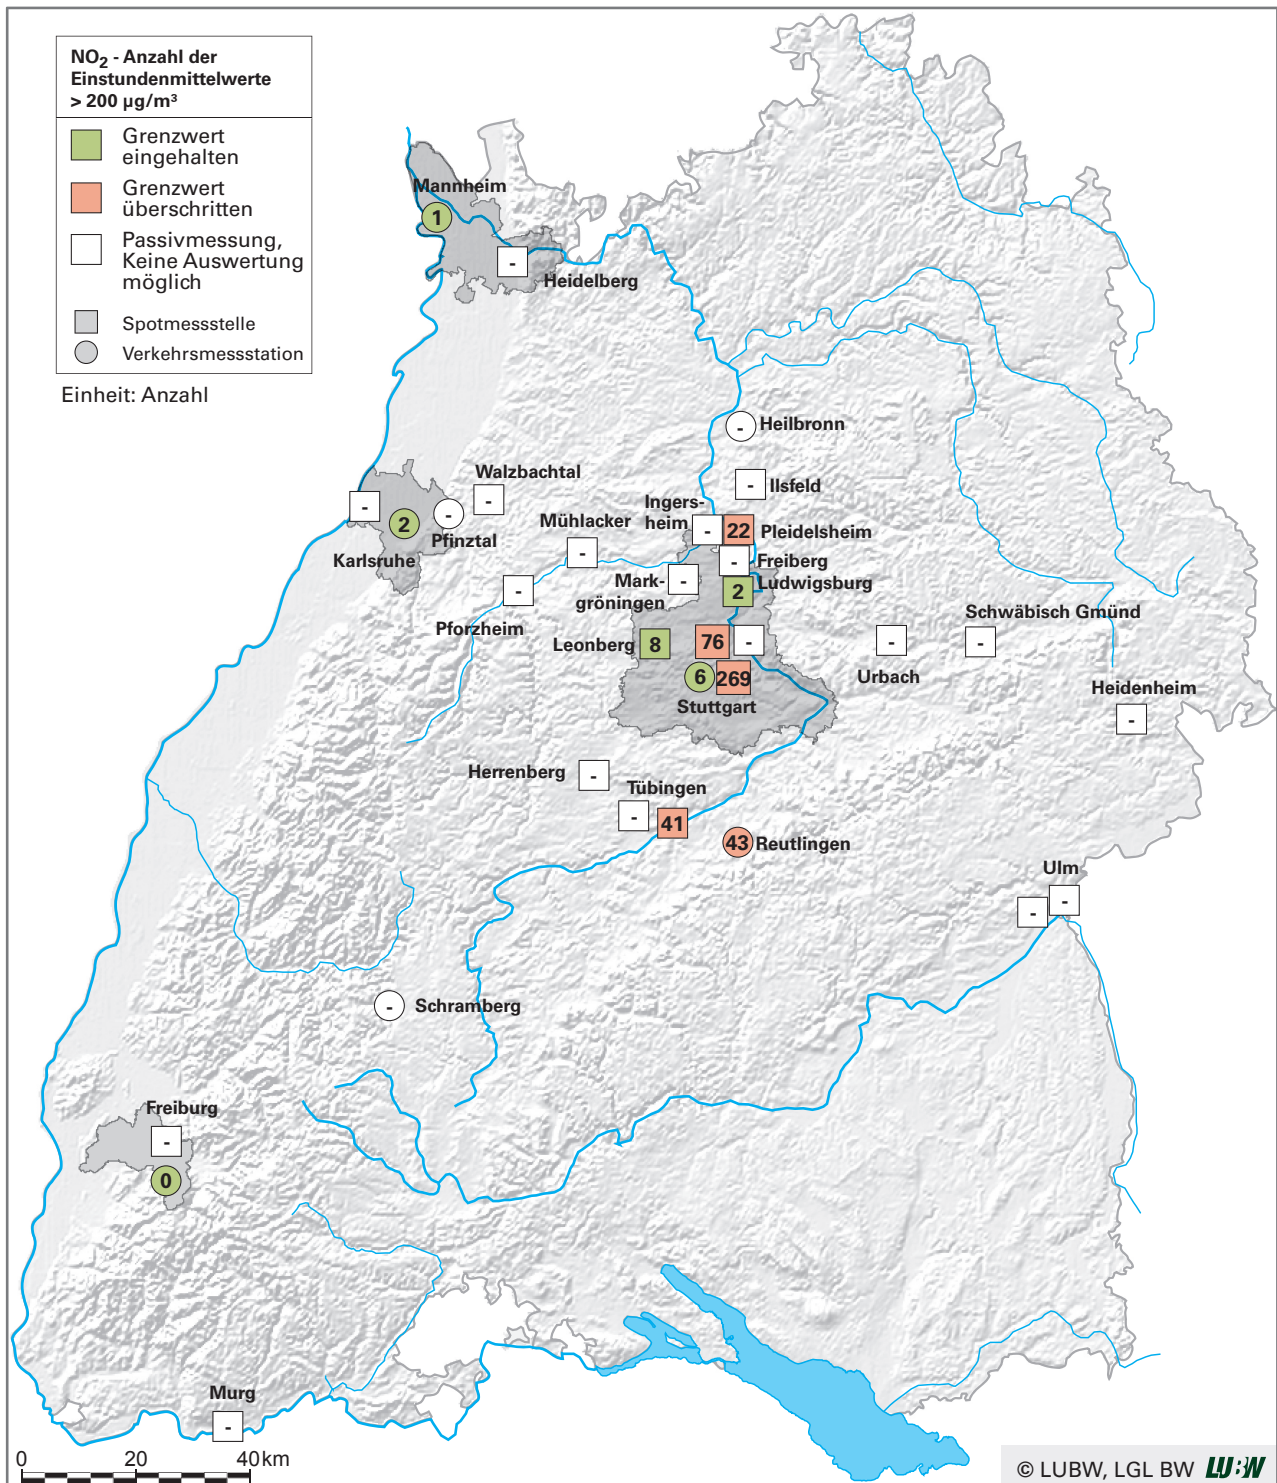 NO₂ - Anzahl der
Einstundenmittelwerte
> 200 µg/m³
Grenzwert
eingehalten
Grenzwert
überschritten
Passivmessung,
Keine Auswertung
möglich
Spotmessstelle
Verkehrsmessstation
Einheit: Anzahl
Mannheim
1
-
Heidelberg
-
Heilbronn
Walzbachtal
-
-
Ilsfeld
-
2
-
Pfinztal
Karlsruhe
Ingers-
heim
-
22
Pleidelsheim
Mühlacker
-
-
Freiberg
Mark-
gröningen
-
2
Ludwigsburg
-
Pforzheim
Leonberg
8
76
-
6
269
Stuttgart
-
Urbach
Schwäbisch Gmünd
-
Heidenheim
-
Herrenberg
-
Tübingen
-
41
43
Reutlingen
Ulm
-
-
-
Schramberg
Freiburg
-
0
Murg
-
0
20
40 km
© LUBW, LGL BW
LUBW